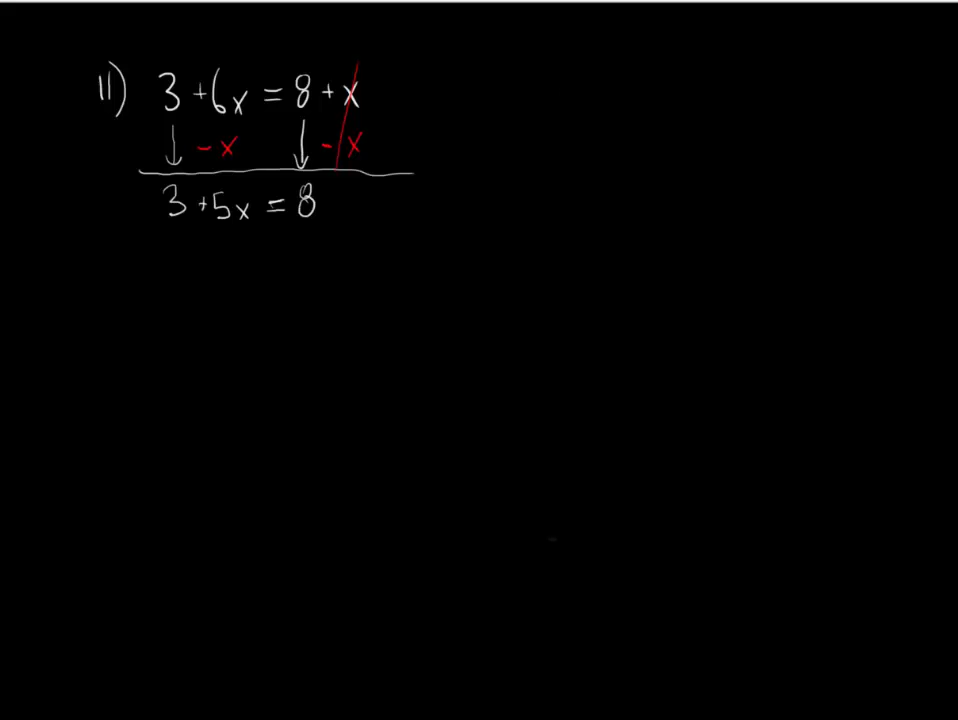 11) 3 + 6x = 8 + x
- x - x
3 + 5x = 8